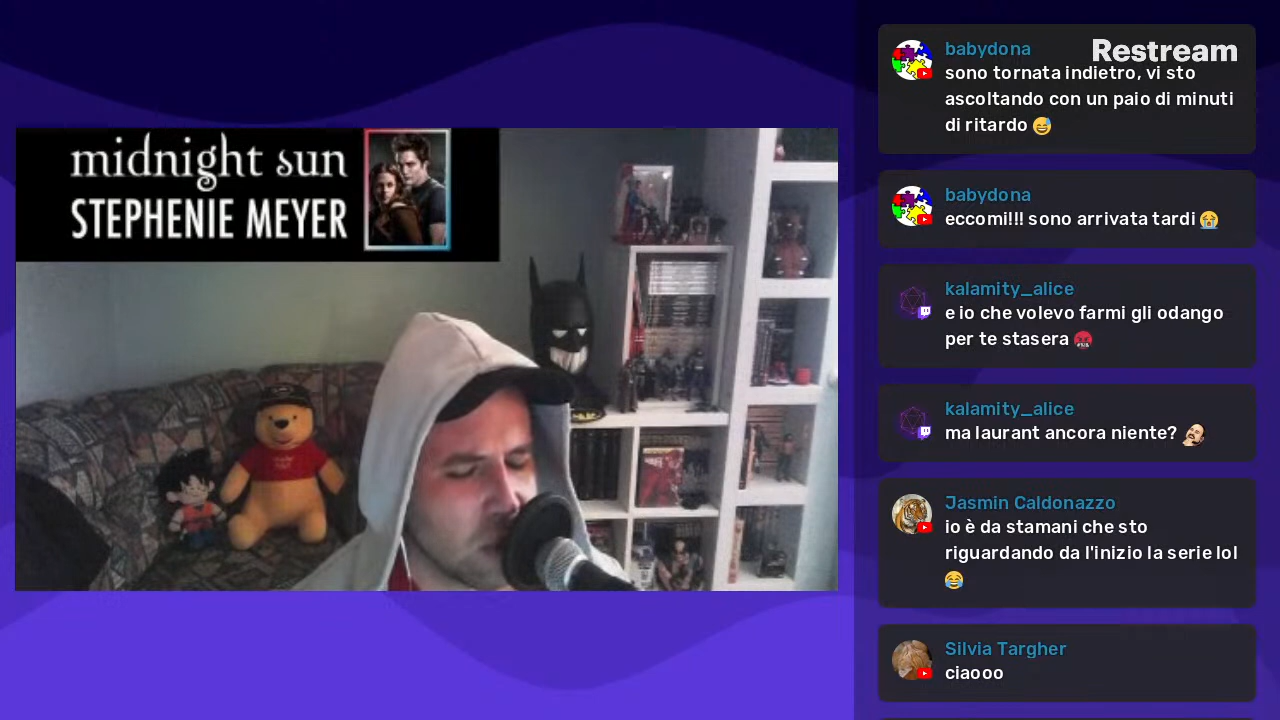 midnight sun
STEPHENIE MEYER
Restream
babydona
sono tornata indietro, vi sto
ascoltando con un paio di minuti
di ritardo 😅
babydona
eccomi!!! sono arrivata tardi 😭
kalamity_alice
e io che volevo farmi gli odango
per te stasera 🤬
kalamity_alice
ma laurant ancora niente?
Jasmin Caldonazzo
io è da stamani che sto
riguardando da l'inizio la serie lol
😂
Silvia Targher
ciaooo